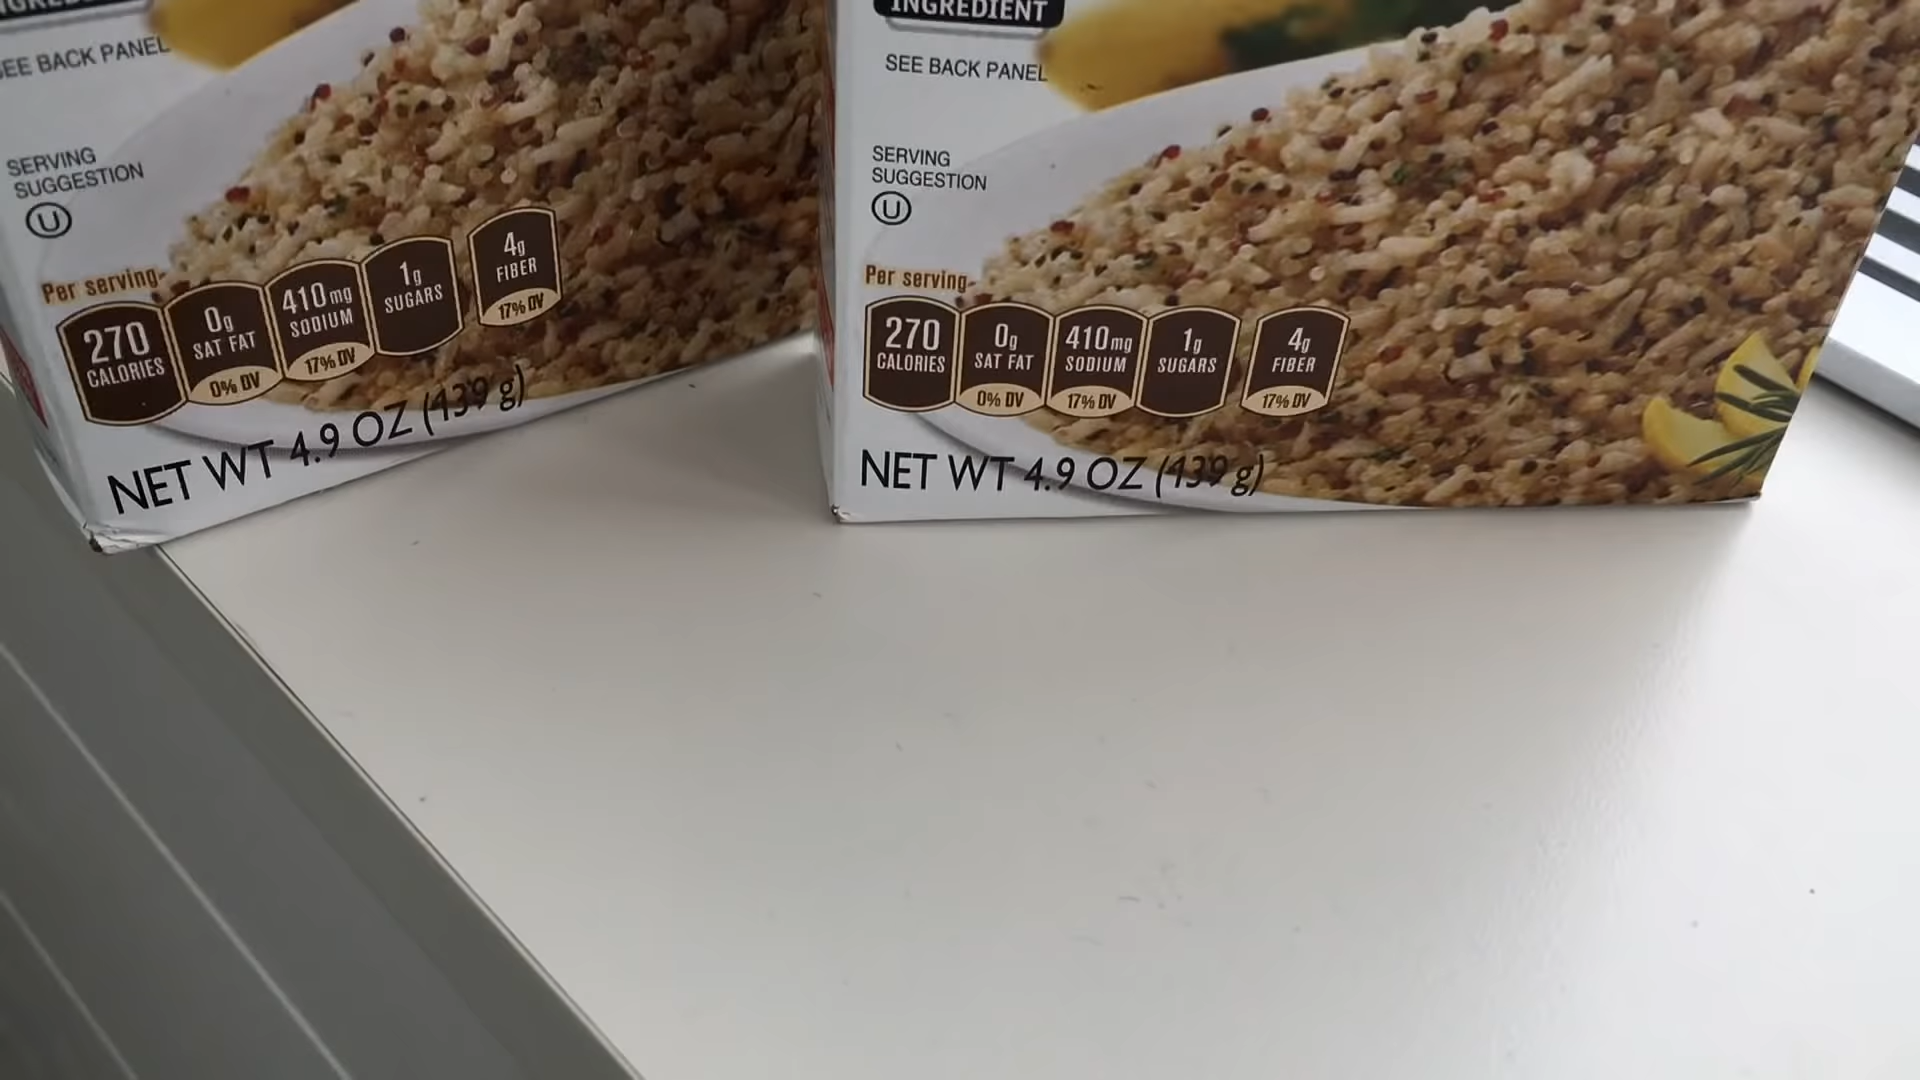 SEE BACK PANEL
SERVING
SUGGESTION
U
Per serving
270
CALORIES
0g
SAT FAT
0% DV
410mg
SODIUM
17% DV
1g
SUGARS
4g
FIBER
17% DV
NET WT 4.9 OZ (139 g)
INGREDIENT
SEE BACK PANEL
SERVING
SUGGESTION
U
Per serving
270
CALORIES
0g
SAT FAT
0% DV
410mg
SODIUM
17% DV
1g
SUGARS
4g
FIBER
17% DV
NET WT 4.9 OZ (139 g)